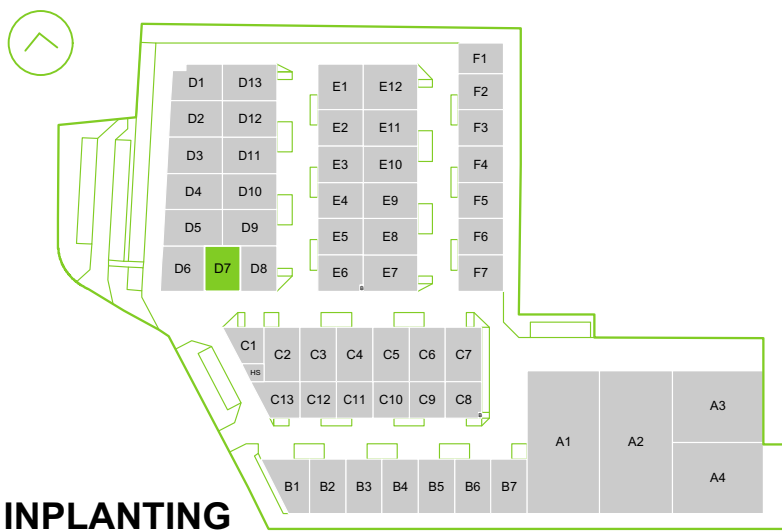 F1
D1 D13 E1 E12 F2
D2 D12 E2 E11 F3
D3 D11 E3 E10 F4
D4 D10 E4 E9 F5
D5 D9 E5 E8 F6
D6 D7 D8 E6 E7 F7
C1 C2 C3 C4 C5 C6 C7
HS
C13 C12 C11 C10 C9 C8
A1 A2 A3
A4
B1 B2 B3 B4 B5 B6 B7
INPLANTING